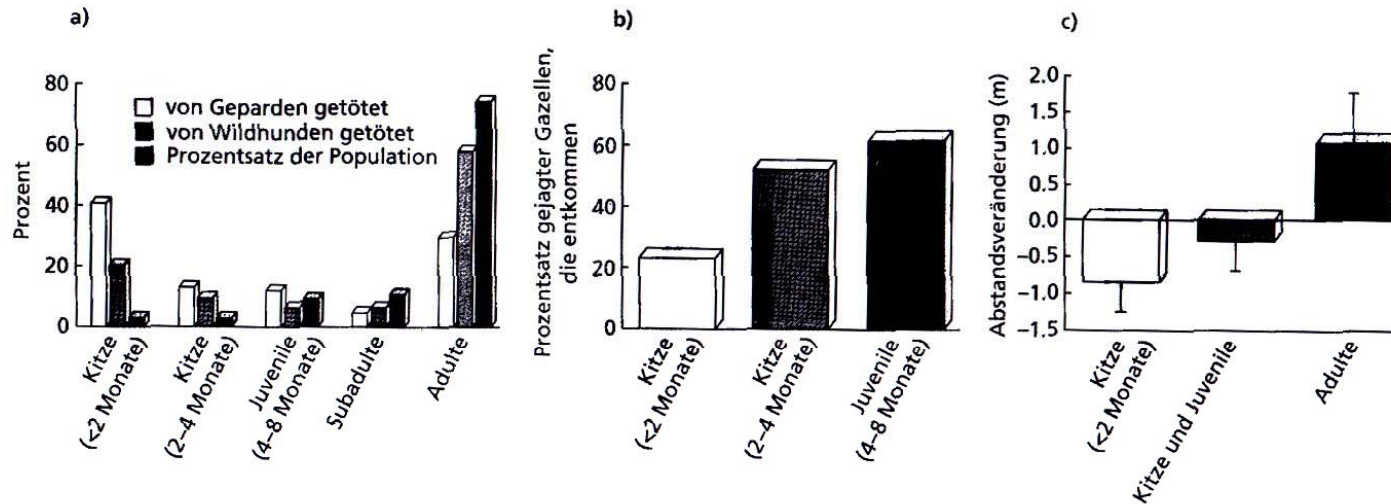 a)
Prozent
80
60
40
20
0
von Geparden getötet
von Wildhunden getötet
Prozentsatz der Population
Kitze
(<2 Monate)
Kitze
(2–4 Monate)
Juvenile
(4–8 Monate)
Subadulte
Adulte
b)
Prozentsatz gejagter Gazellen,
die entkommen
80
60
40
20
0
Kitze
(<2 Monate)
Kitze
(2–4 Monate)
Juvenile
(4–8 Monate)
c)
Abstandsveränderung (m)
2.0
1.5
1.0
0.5
0.0
–0.5
–1.0
–1.5
Kitze
(<2 Monate)
Kitze und Juvenile
Adulte